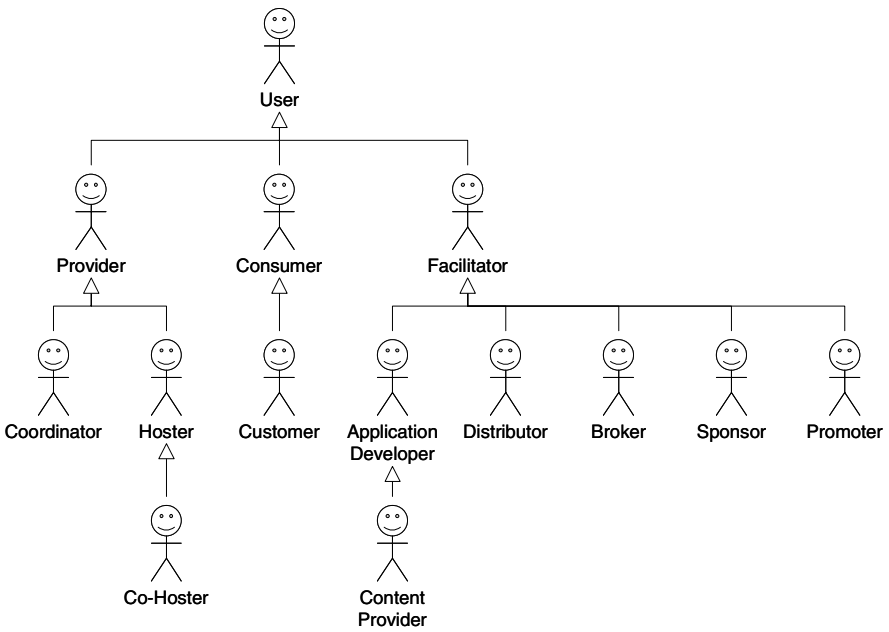 User
Provider
Consumer
Facilitator
Coordinator
Hoster
Customer
Application
Developer
Distributor
Broker
Sponsor
Promoter
Co-Hoster
Content
Provider